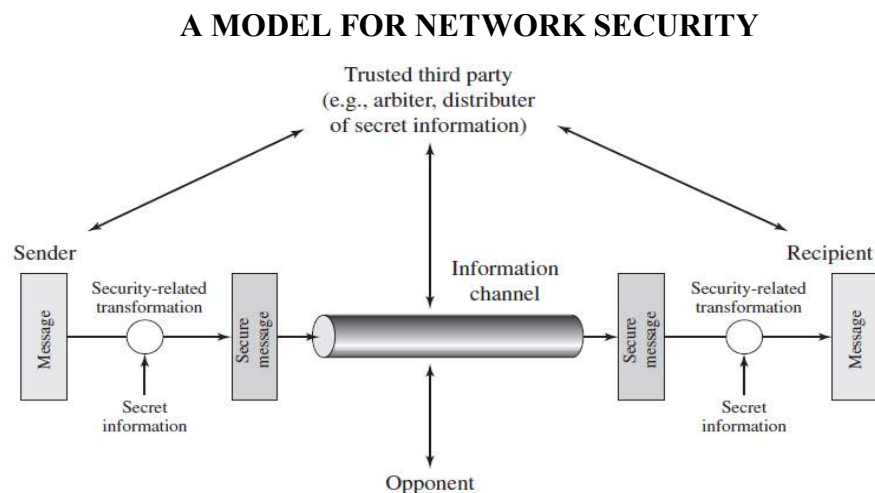 A MODEL FOR NETWORK SECURITY
Trusted third party
(e.g., arbiter, distributer
of secret information)
Sender
Recipient
Information
channel
Security-related
transformation
Security-related
transformation
Message
Secure
message
Secure
message
Message
Secret
information
Secret
information
Opponent